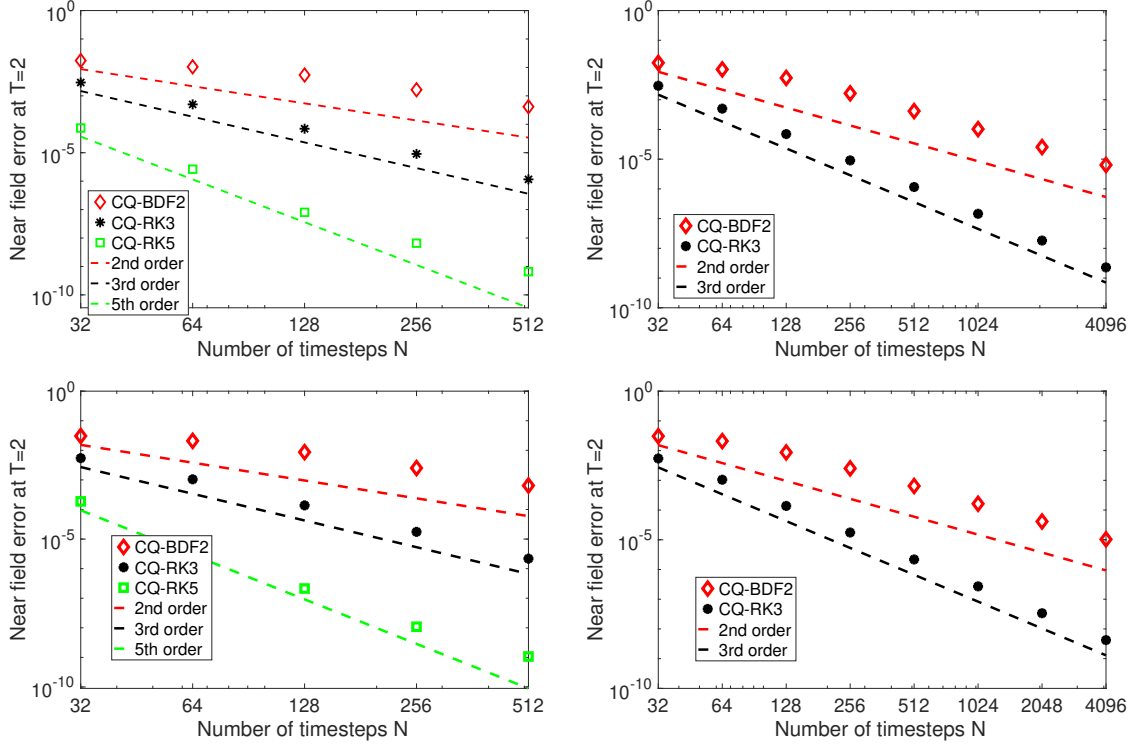 Near field error at T=2
10^0
10^-5
10^-10
CQ-BDF2
CQ-RK3
CQ-RK5
2nd order
3rd order
5th order
32 64 128 256 512
Number of timesteps N
Near field error at T=2
10^0
10^-5
10^-10
CQ-BDF2
CQ-RK3
2nd order
3rd order
32 64 128 256 512 1024 4096
Number of timesteps N
Near field error at T=2
10^0
10^-5
10^-10
CQ-BDF2
CQ-RK3
CQ-RK5
2nd order
3rd order
5th order
32 64 128 256 512
Number of timesteps N
Near field error at T=2
10^0
10^-5
10^-10
CQ-BDF2
CQ-RK3
2nd order
3rd order
32 64 128 256 512 1024 2048 4096
Number of timesteps N